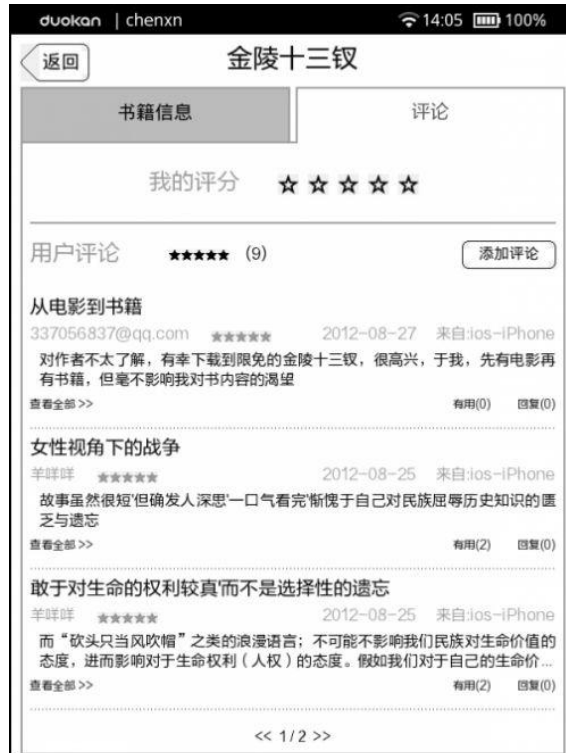 duokan | chenxn 14:05 100%
返回 金陵十三钗
书籍信息 评论
我的评分
用户评论 (9) 添加评论
从电影到书籍
337056837@qq.com 2012-08-27 来自:ios-iPhone
对作者不太了解，有幸下载到限免的金陵十三钗，很高兴，于我，先有电影再
有书籍，但毫不影响我对书内容的渴望
查看全部>> 有用(0) 回复(0)
女性视角下的战争
羊咩咩 2012-08-25 来自:ios-iPhone
故事虽然很短'但确发人深思'一口气看完'惭愧于自己对民族屈辱历史知识的匮
乏与遗忘
查看全部>> 有用(2) 回复(0)
敢于对生命的权利较真'而不是选择性的遗忘
羊咩咩 2012-08-25 来自:ios-iPhone
而“砍头只当风吹帽”之类的浪漫语言；不可能不影响我们民族对生命价值的
态度，进而影响对于生命权利（人权）的态度。假如我们对于自己的生命价...
查看全部>> 有用(2) 回复(0)
<< 1/2 >>